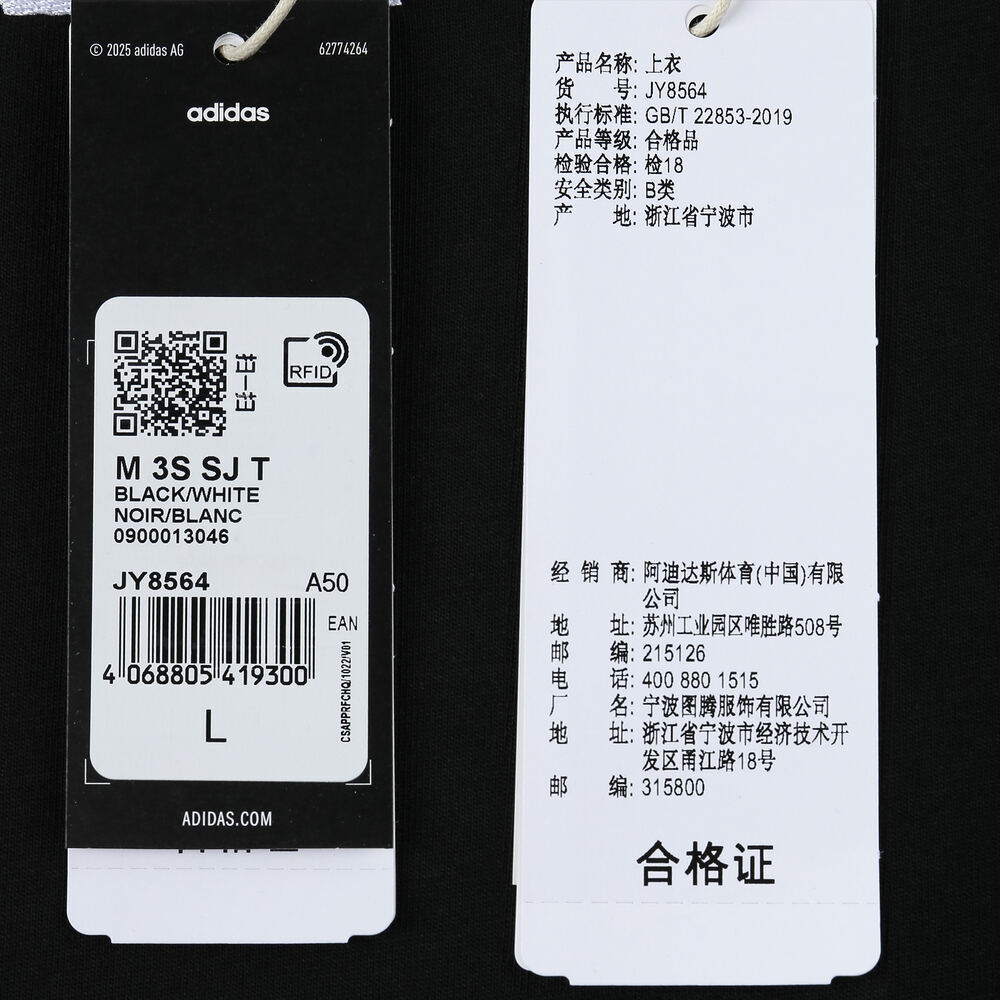 © 2025 adidas AG
62774264
adidas
扫一扫
RFID
M 3S SJ T
BLACK/WHITE
NOIR/BLANC
0900013046
JY8564 A50
EAN
4 068805 419300
CSAPPRFCHQ/1022/V01
L
ADIDAS.COM
产品名称: 上衣
货 号: JY8564
执行标准: GB/T 22853-2019
产品等级: 合格品
检验合格: 检18
安全类别: B类
产 地: 浙江省宁波市
经 销 商: 阿迪达斯体育(中国)有限
公司
地 址: 苏州工业园区唯胜路508号
邮 编: 215126
电 话: 400 880 1515
厂 名: 宁波图腾服饰有限公司
地 址: 浙江省宁波市经济技术开
发区甬江路18号
邮 编: 315800
合格证